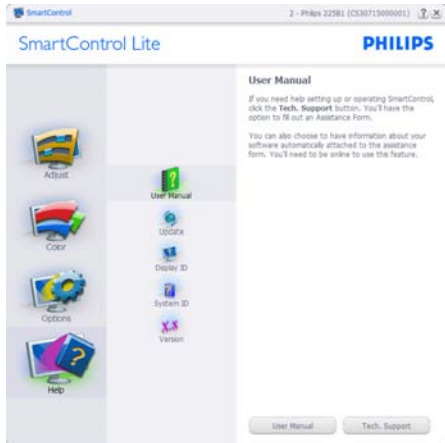 SmartControl
2 - Philips 225B1 (CS30715000001)
SmartControl Lite
PHILIPS
Adjust
Color
Options
Help
User Manual
Update
Display ID
System ID
Version
User Manual
If you need help setting up or operating SmartControl,
click the Tech. Support button. You'll have the
option to fill out an Assistance Form.
You can also choose to have information about your
software automatically attached to the assistance
form. You'll need to be online to use this feature.
User Manual
Tech. Support